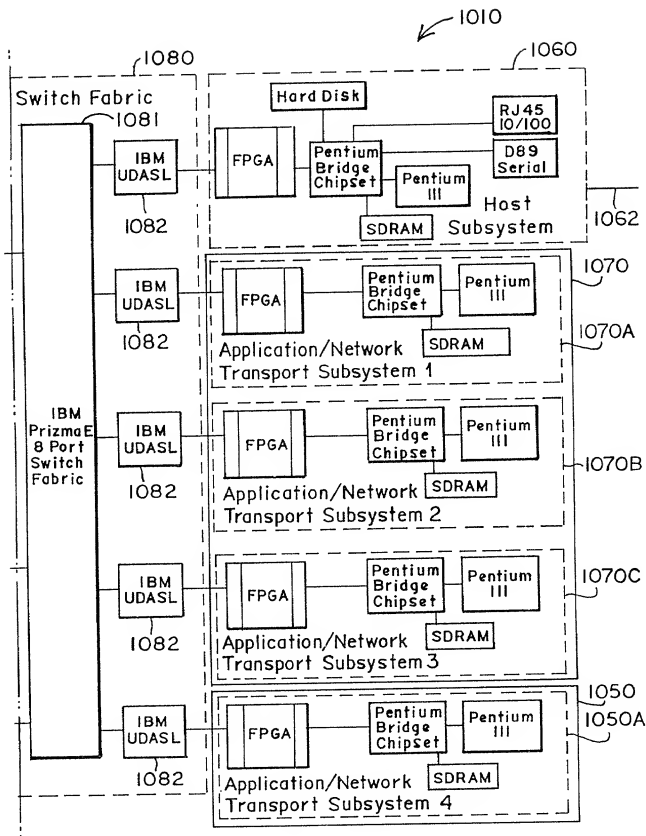 1010
1080
1060
Switch Fabric
1081
Hard Disk
RJ45
10/100
IBM
UDASL
FPGA
Pentium
Bridge
Chipset
D89
Serial
Pentium
III
1082
Host
Subsystem
SDRAM
1062
IBM
UDASL
FPGA
Pentium
Bridge
Chipset
Pentium
III
1070
1082
SDRAM
1070A
Application/Network
Transport Subsystem 1
IBM
PrizmaE
8 Port
Switch
Fabric
IBM
UDASL
FPGA
Pentium
Bridge
Chipset
Pentium
III
1082
SDRAM
1070B
Application/Network
Transport Subsystem 2
IBM
UDASL
FPGA
Pentium
Bridge
Chipset
Pentium
III
1070C
1082
SDRAM
Application/Network
Transport Subsystem 3
1050
1050A
IBM
UDASL
FPGA
Pentium
Bridge
Chipset
Pentium
III
1082
SDRAM
Application/Network
Transport Subsystem 4